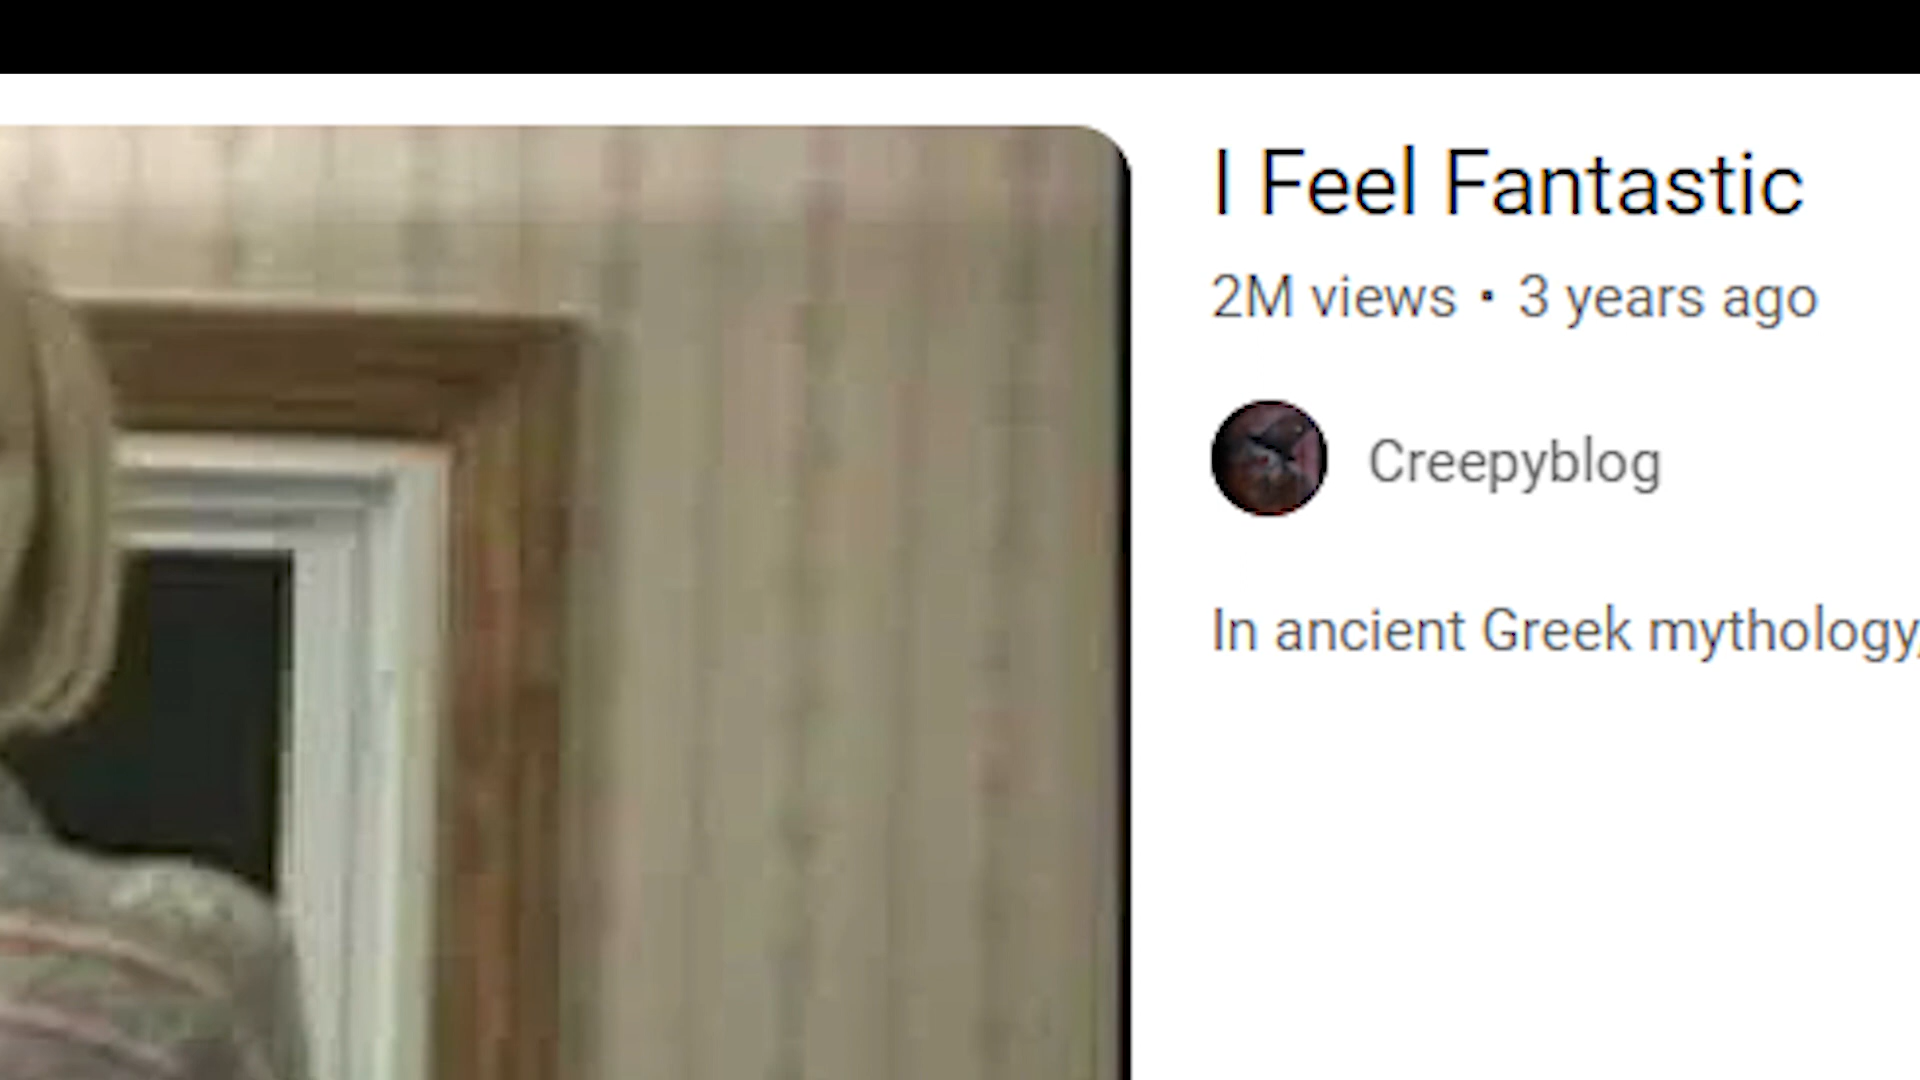 I Feel Fantastic
2M views • 3 years ago
Creepyblog
In ancient Greek mythology,